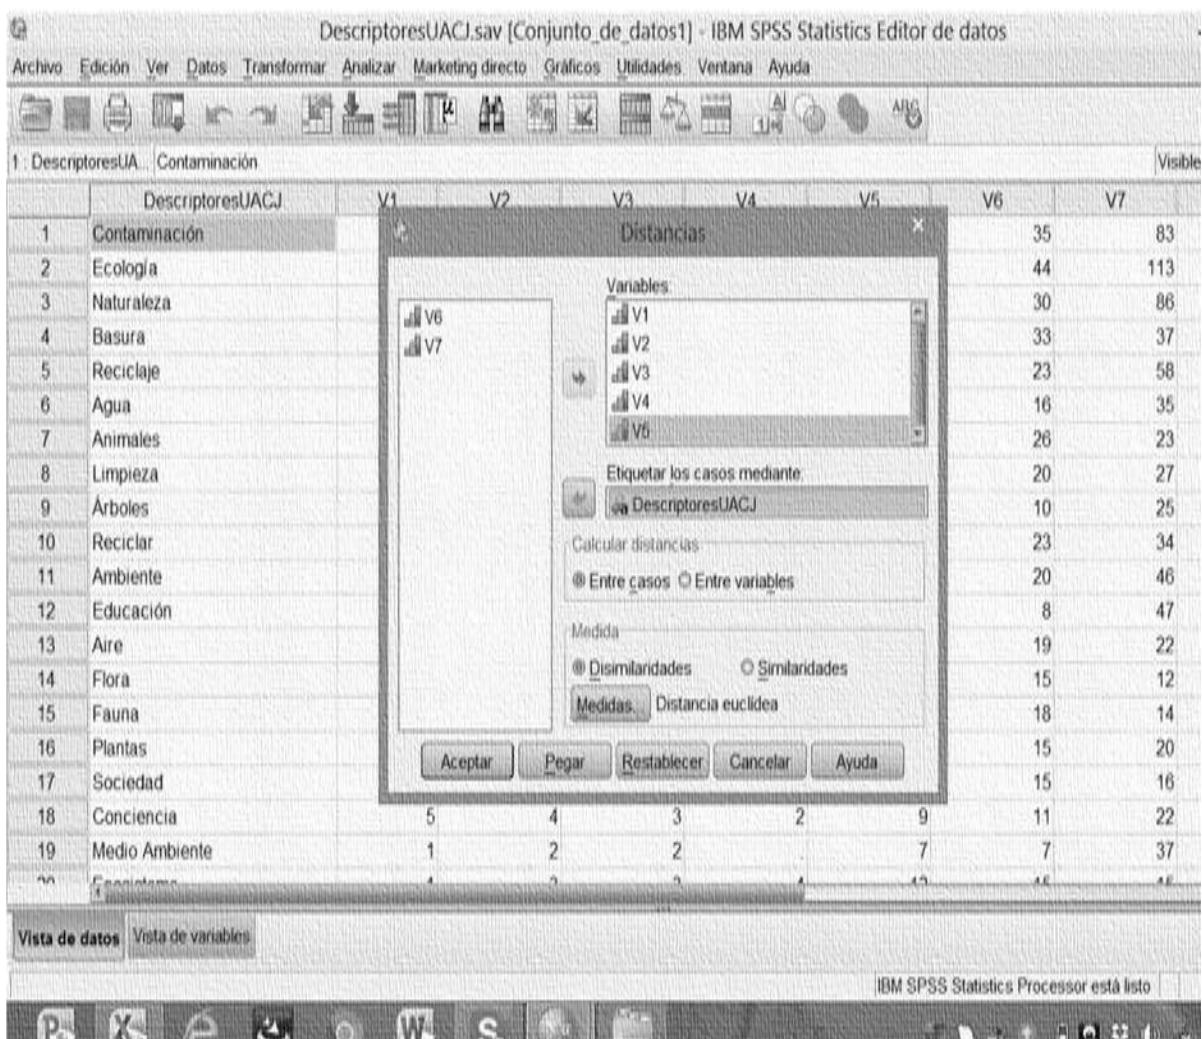 DescriptoresUACJ.sav [Conjunto_de_datos1] - IBM SPSS Statistics Editor de datos
Archivo Edición Ver Datos Transformar Analizar Marketing directo Gráficos Utilidades Ventana Ayuda
1 : DescriptoresUA... Contaminación Visible
DescriptoresUACJ V1 V2 V3 V4 V5 V6 V7
Distancias
1 Contaminación 35 83
2 Ecología 44 113
3 Naturaleza 30 86
4 Basura 33 37
5 Reciclaje 23 58
6 Agua 16 35
7 Animales 26 23
8 Limpieza 20 27
9 Árboles 10 25
10 Reciclar 23 34
11 Ambiente 20 46
12 Educación 8 47
13 Aire 19 22
14 Flora 15 12
15 Fauna 18 14
16 Plantas 15 20
17 Sociedad 15 16
18 Conciencia 5 4 3 2 9 11 22
19 Medio Ambiente 1 2 2 . 7 7 37
V6
V7
Variables:
V1
V2
V3
V4
V5
Etiquetar los casos mediante:
DescriptoresUACJ
Calcular distancias
Entre casos Entre variables
Medida
Disimilaridades Similaridades
Medidas... Distancia euclídea
Aceptar Pegar Restablecer Cancelar Ayuda
Vista de datos Vista de variables
IBM SPSS Statistics Processor está listo